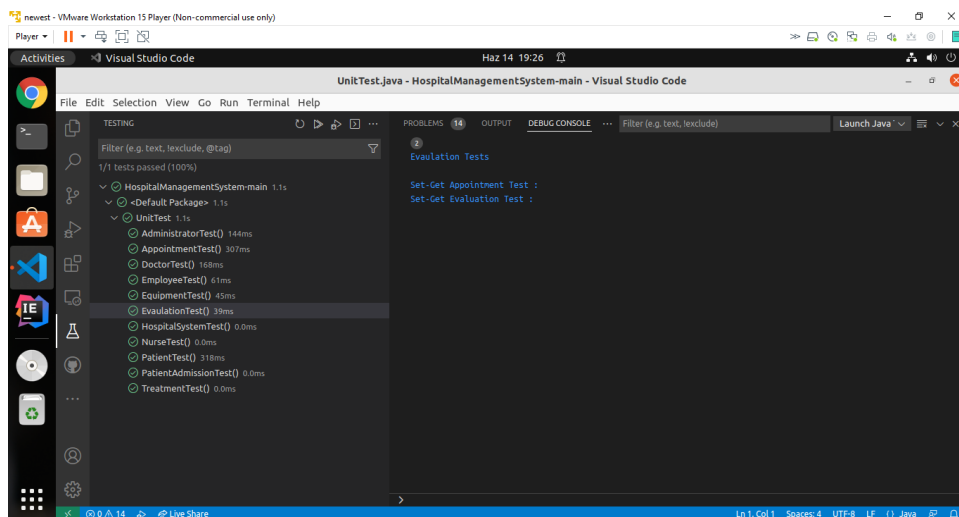 newest - VMware Workstation 15 Player (Non-commercial use only)
Player
Activities Visual Studio Code Haz 14 19:26
UnitTest.java - HospitalManagementSystem-main - Visual Studio Code
File Edit Selection View Go Run Terminal Help
TESTING
Filter (e.g. text, !exclude, @tag)
1/1 tests passed (100%)
HospitalManagementSystem-main 1.1s
<Default Package> 1.1s
UnitTest 1.1s
AdministratorTest() 144ms
AppointmentTest() 307ms
DoctorTest() 168ms
EmployeeTest() 61ms
EquipmentTest() 45ms
EvaulationTest() 39ms
HospitalSystemTest() 0.0ms
NurseTest() 0.0ms
PatientTest() 318ms
PatientAdmissionTest() 0.0ms
TreatmentTest() 0.0ms
PROBLEMS 14 OUTPUT DEBUG CONSOLE ... Filter (e.g. text, !exclude) Launch Java
2
Evaulation Tests
Set-Get Appointment Test :
Set-Get Evaluation Test :
>
IE
0 14 Live Share Ln 1, Col 1 Spaces: 4 UTF-8 LF {} Java